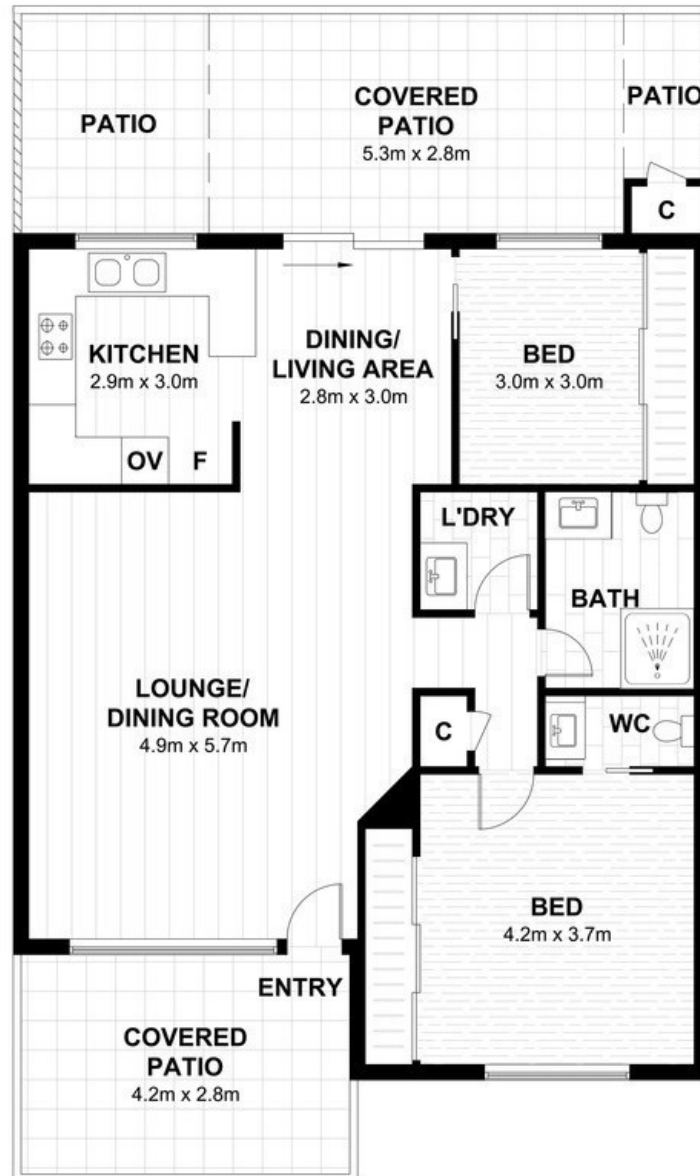 PATIO
COVERED
PATIO
5.3m x 2.8m
PATIO
C
KITCHEN
2.9m x 3.0m
OV
F
DINING/
LIVING AREA
2.8m x 3.0m
BED
3.0m x 3.0m
L'DRY
BATH
LOUNGE/
DINING ROOM
4.9m x 5.7m
C
WC
BED
4.2m x 3.7m
ENTRY
COVERED
PATIO
4.2m x 2.8m